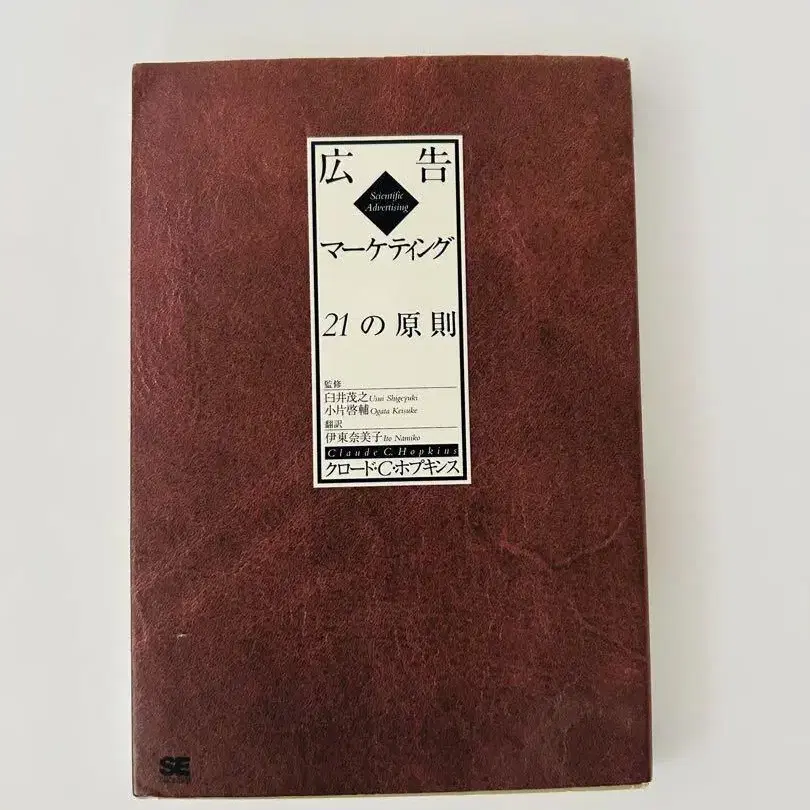 広告
Scientific
Advertising
マーケティング
21の原則
監修
臼井茂之 Usui Shigeyuki
小片啓輔 Ogata Keisuke
翻訳
伊東奈美子 Ito Namiko
Claude C. Hopkins
クロード・C・ホプキンス
SE